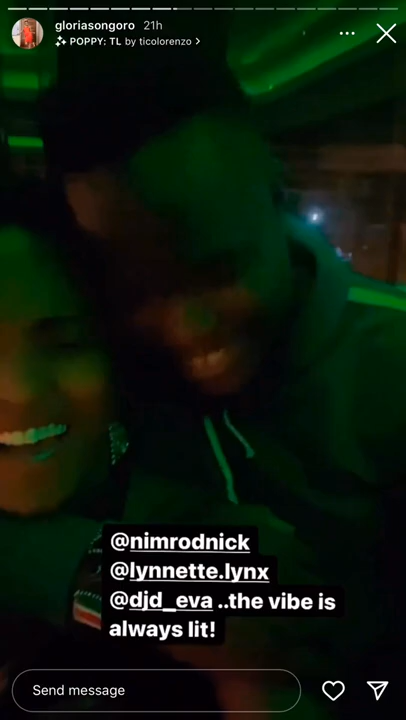 gloriasongoro 21h
POPPY: TL by ticolorenzo >
@nimrodnick
@lynnette.lynx
@djd_eva ..the vibe is
always lit!
Send message